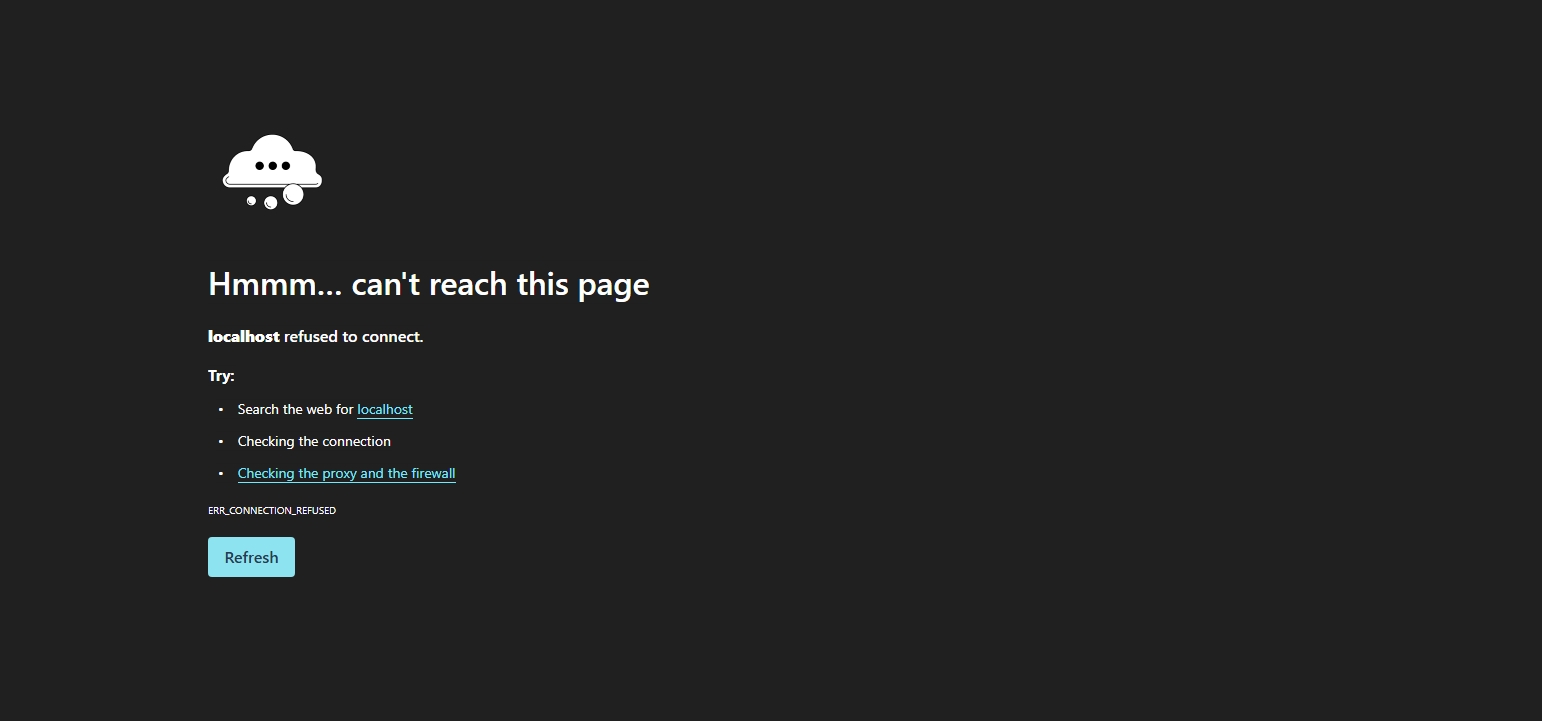 Hmmm... can't reach this page
localhost refused to connect.
Try:
• Search the web for localhost
• Checking the connection
• Checking the proxy and the firewall
ERR_CONNECTION_REFUSED
Refresh